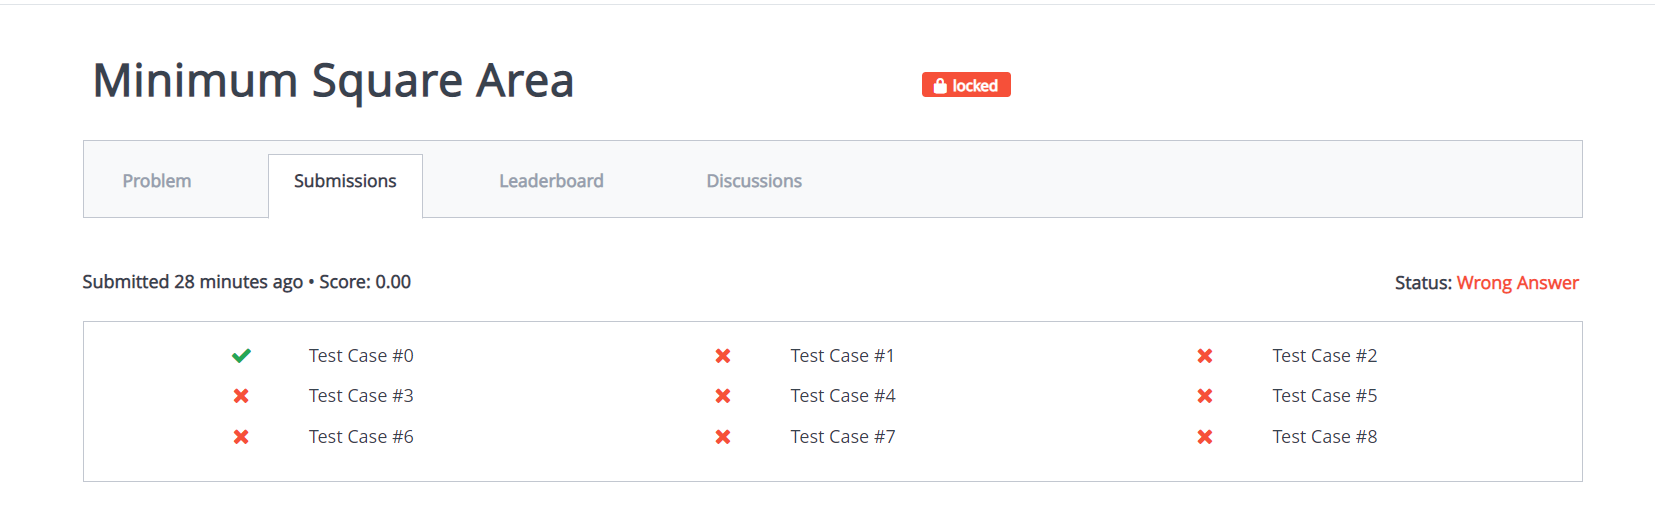 Minimum Square Area
locked
Problem Submissions Leaderboard Discussions
Submitted 28 minutes ago • Score: 0.00 Status: Wrong Answer
Test Case #0 Test Case #1 Test Case #2
Test Case #3 Test Case #4 Test Case #5
Test Case #6 Test Case #7 Test Case #8